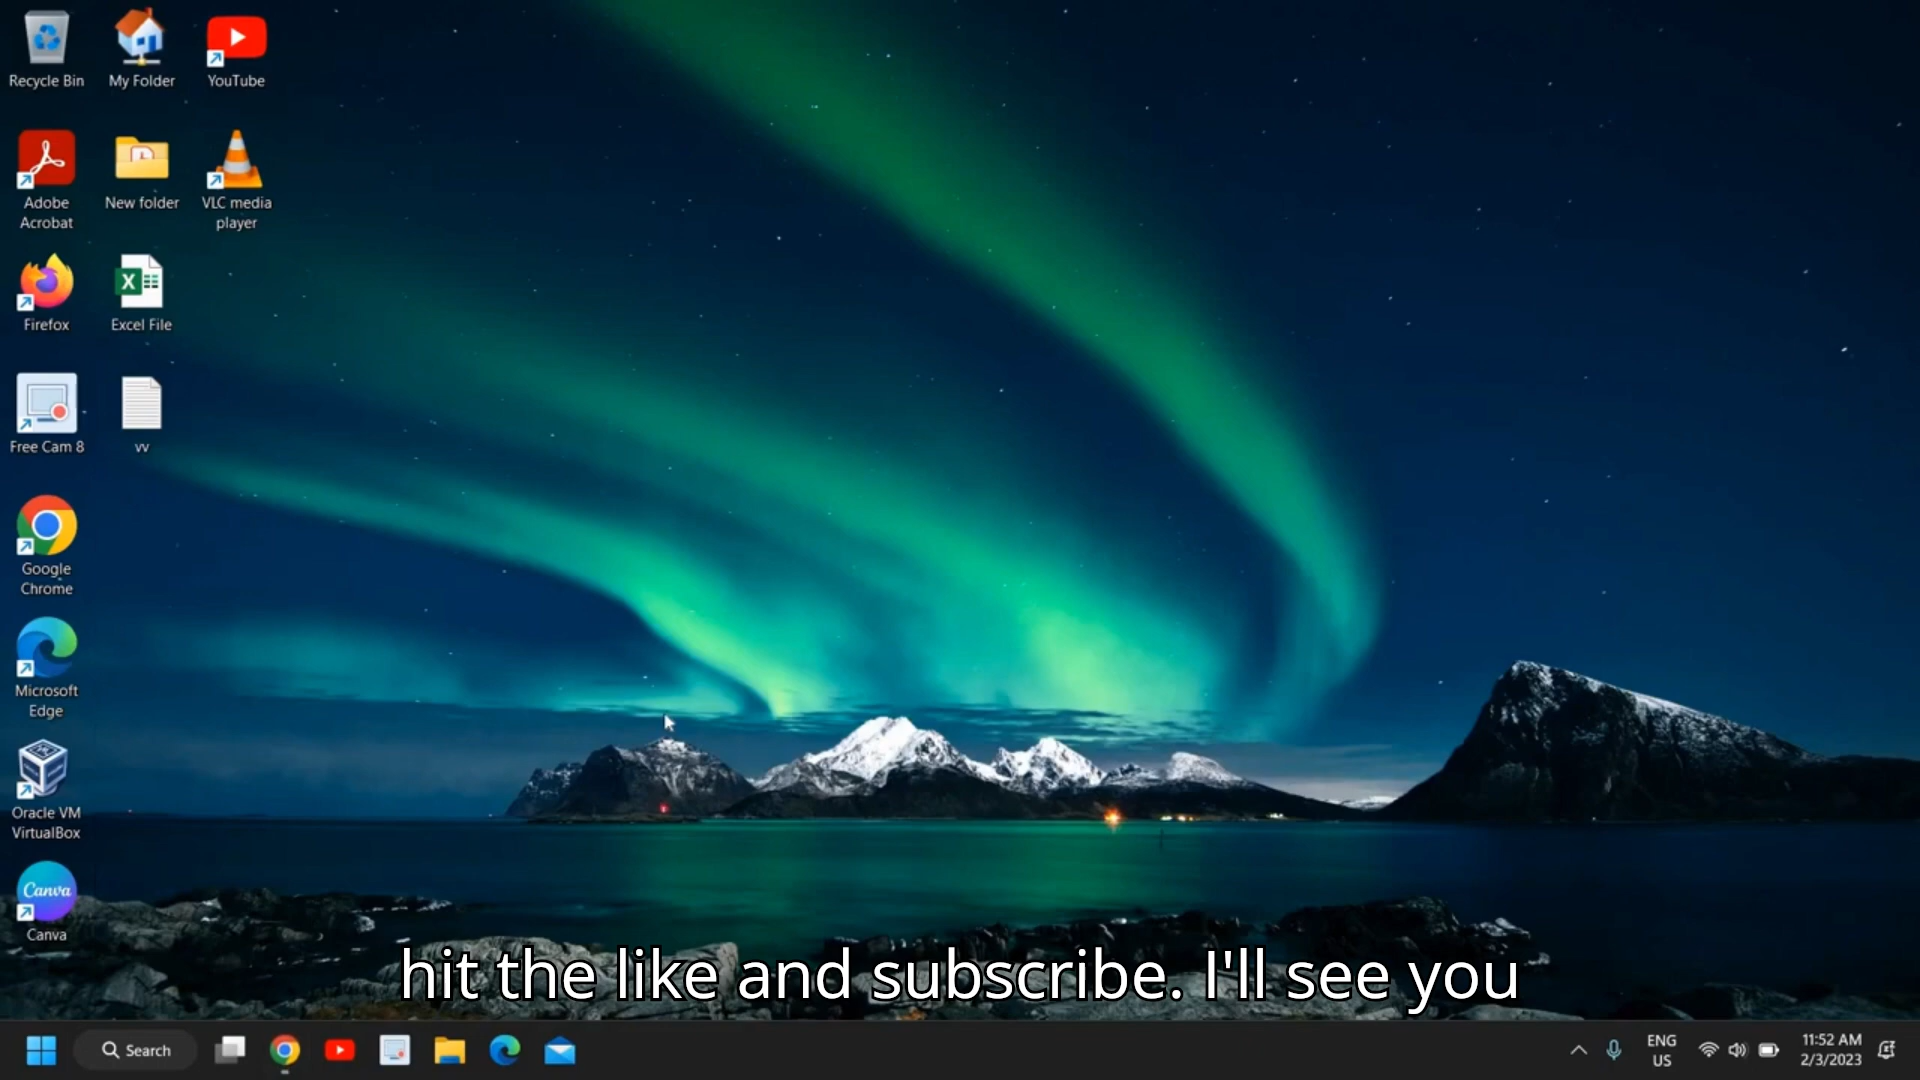 Recycle Bin
My Folder
YouTube
Adobe
Acrobat
New folder
VLC media
player
Firefox
X
Excel File
Free Cam 8
vv
Google
Chrome
Microsoft
Edge
Oracle VM
VirtualBox
Canva
Canva
hit the like and subscribe. I'll see you
Search
ENG
US
11:52 AM
2/3/2023